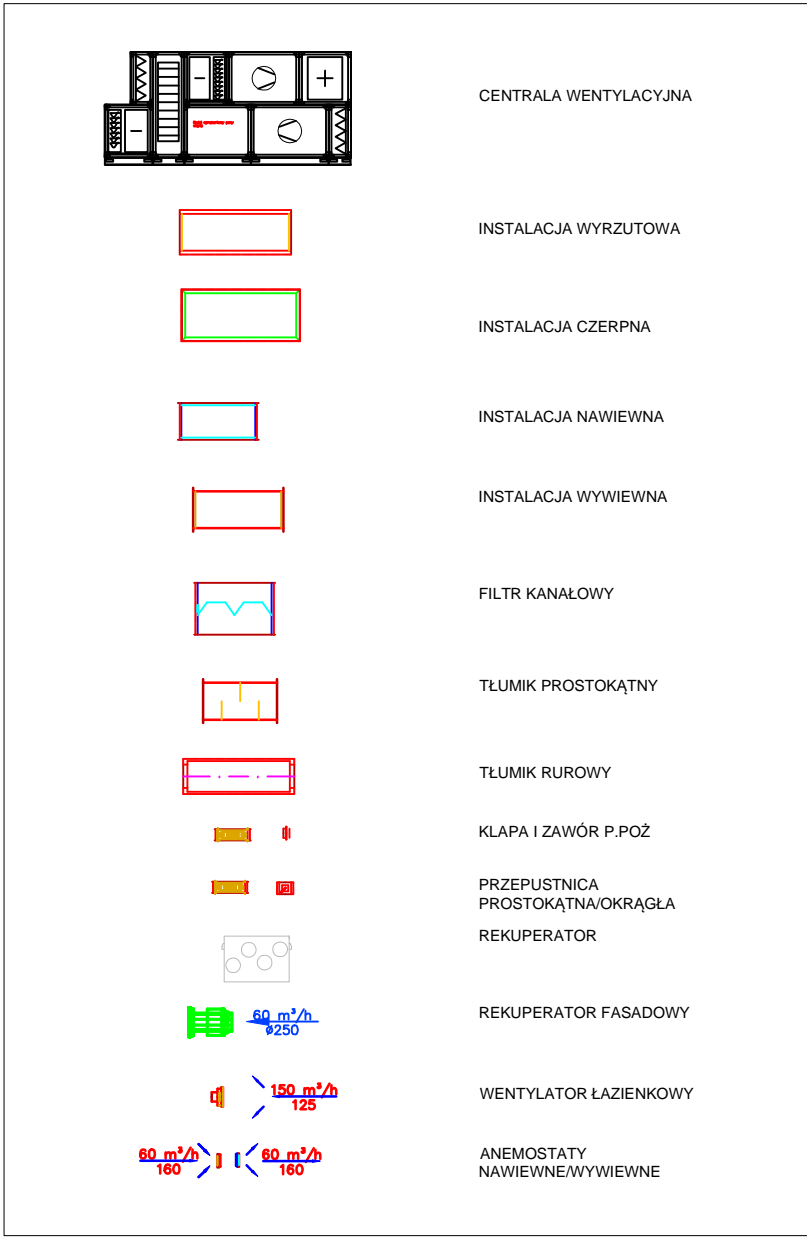 CENTRALA WENTYLACYJNA
INSTALACJA WYRZUTOWA
INSTALACJA CZERPNA
INSTALACJA NAWIEWNA
INSTALACJA WYWIEWNA
FILTR KANAŁOWY
TŁUMIK PROSTOKĄTNY
TŁUMIK RUROWY
KLAPA I ZAWÓR P.POŻ
PRZEPUSTNICA
PROSTOKĄTNA/OKRĄGŁA
REKUPERATOR
60 m³/h
ø250
REKUPERATOR FASADOWY
150 m³/h
125
WENTYLATOR ŁAZIENKOWY
60 m³/h
160
60 m³/h
160
ANEMOSTATY
NAWIEWNE/WYWIEWNE